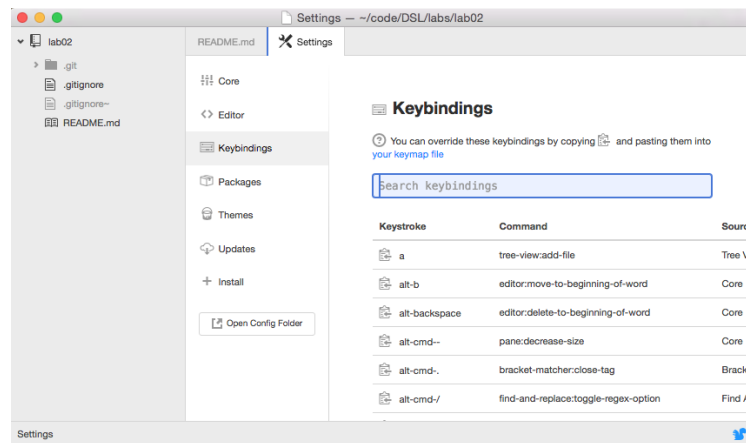 Settings — ~/code/DSL/labs/lab02
lab02
.git
.gitignore
.gitignore~
README.md
README.md
Settings
Core
Editor
Keybindings
Packages
Themes
Updates
Install
Open Config Folder
Keybindings
You can override these keybindings by copying and pasting them into
your keymap file
Search keybindings
Keystroke Command Sourc
a tree-view:add-file Tree V
alt-b editor:move-to-beginning-of-word Core
alt-backspace editor:delete-to-beginning-of-word Core
alt-cmd-- pane:decrease-size Core
alt-cmd-. bracket-matcher:close-tag Brack
alt-cmd-/ find-and-replace:toggle-regex-option Find A
Settings